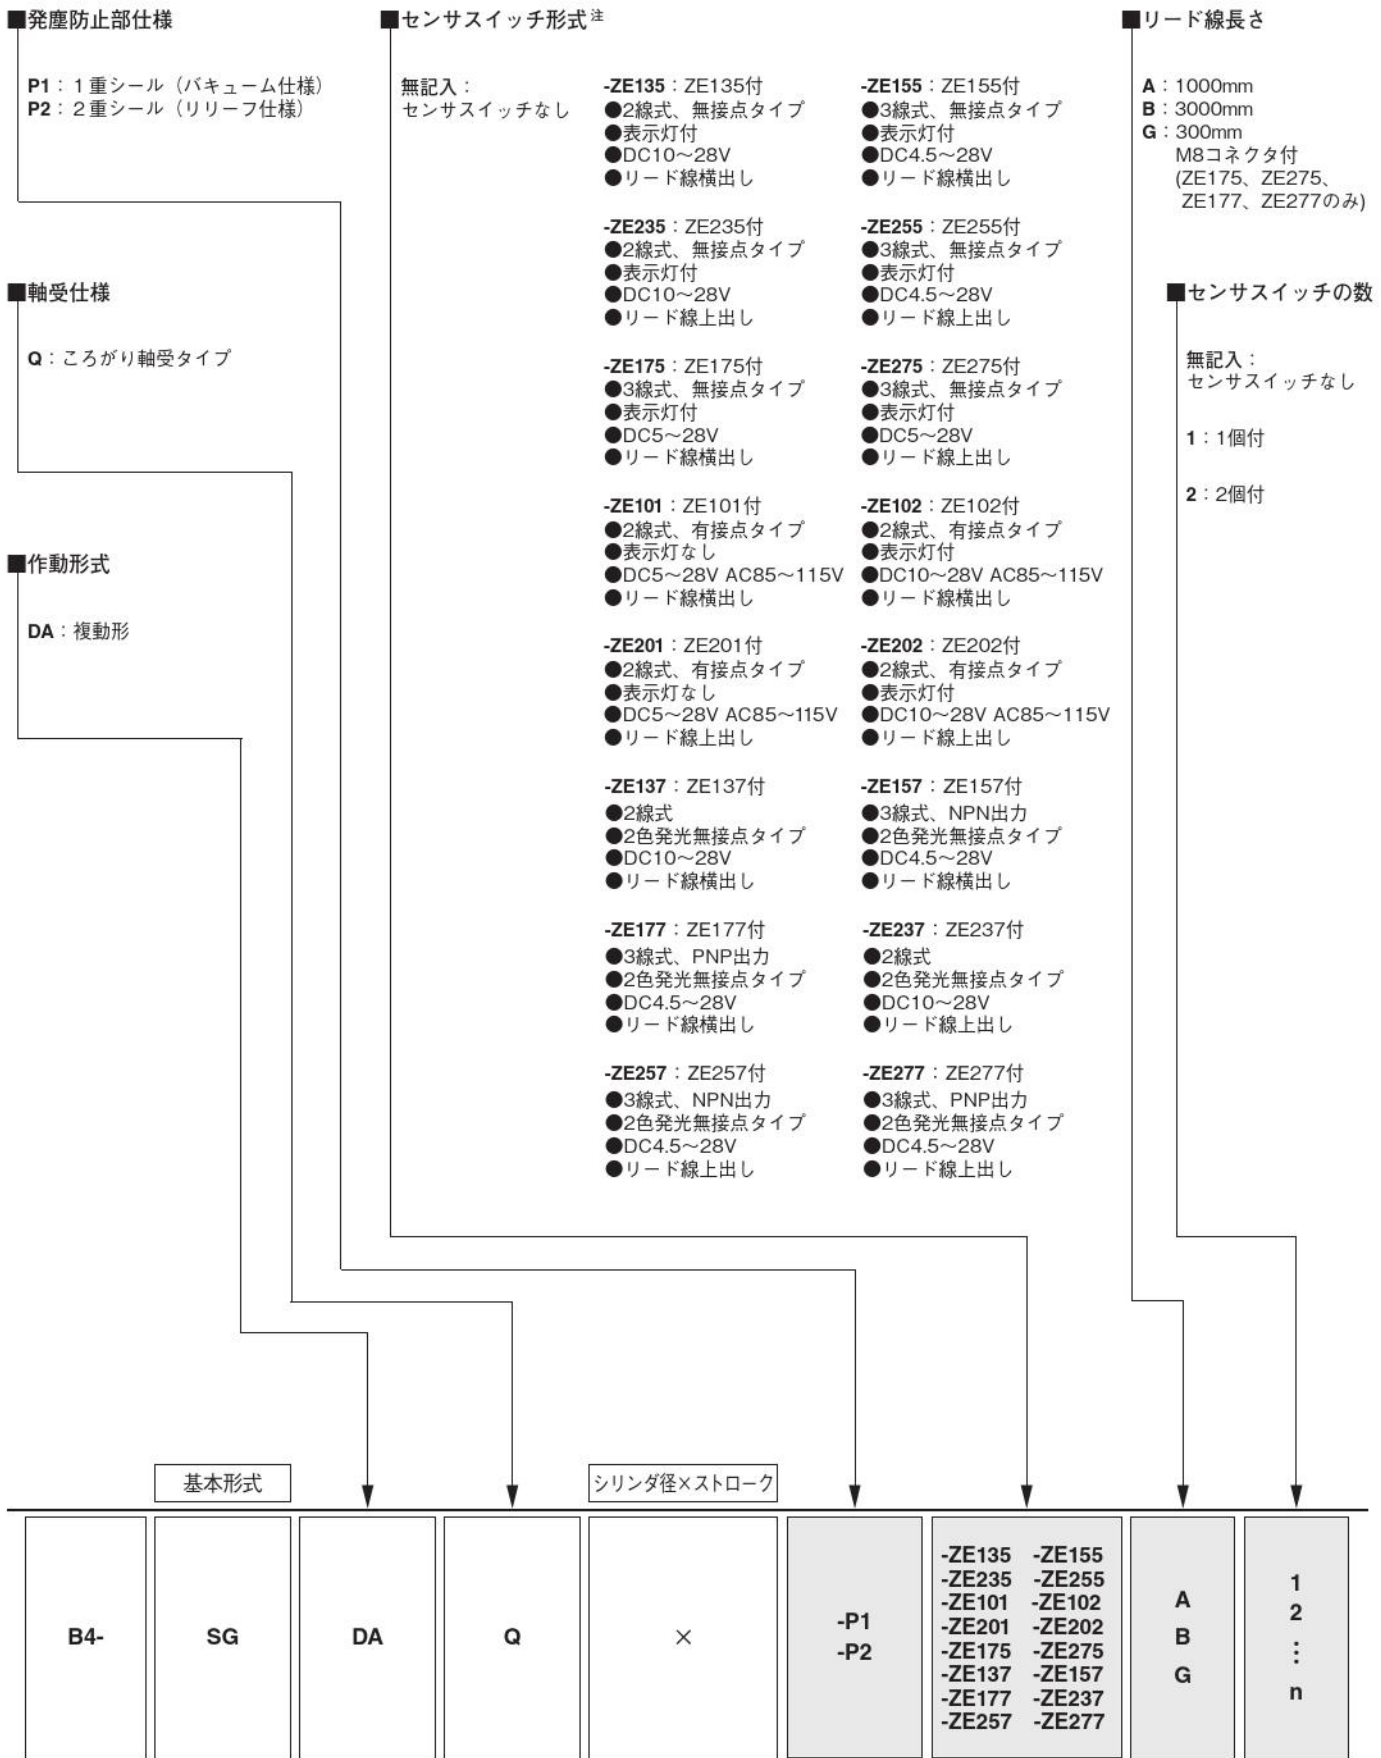 ■発塵防止部仕様
P1：１重シール（バキューム仕様）
P2：２重シール（リリーフ仕様）
■軸受仕様
Q：ころがり軸受タイプ
■作動形式
DA：複動形
■センサスイッチ形式注
無記入：
センサスイッチなし
-ZE135：ZE135付
●2線式、無接点タイプ
●表示灯付
●DC10〜28V
●リード線横出し
-ZE155：ZE155付
●3線式、無接点タイプ
●表示灯付
●DC4.5〜28V
●リード線横出し
-ZE235：ZE235付
●2線式、無接点タイプ
●表示灯付
●DC10〜28V
●リード線上出し
-ZE255：ZE255付
●3線式、無接点タイプ
●表示灯付
●DC4.5〜28V
●リード線上出し
-ZE175：ZE175付
●3線式、無接点タイプ
●表示灯付
●DC5〜28V
●リード線横出し
-ZE275：ZE275付
●3線式、無接点タイプ
●表示灯付
●DC5〜28V
●リード線上出し
-ZE101：ZE101付
●2線式、有接点タイプ
●表示灯なし
●DC5〜28V AC85〜115V
●リード線横出し
-ZE102：ZE102付
●2線式、有接点タイプ
●表示灯付
●DC10〜28V AC85〜115V
●リード線横出し
-ZE201：ZE201付
●2線式、有接点タイプ
●表示灯なし
●DC5〜28V AC85〜115V
●リード線上出し
-ZE202：ZE202付
●2線式、有接点タイプ
●表示灯付
●DC10〜28V AC85〜115V
●リード線上出し
-ZE137：ZE137付
●2線式
●2色発光無接点タイプ
●DC10〜28V
●リード線横出し
-ZE157：ZE157付
●3線式、NPN出力
●2色発光無接点タイプ
●DC4.5〜28V
●リード線横出し
-ZE177：ZE177付
●3線式、PNP出力
●2色発光無接点タイプ
●DC4.5〜28V
●リード線横出し
-ZE237：ZE237付
●2線式
●2色発光無接点タイプ
●DC10〜28V
●リード線上出し
-ZE257：ZE257付
●3線式、NPN出力
●2色発光無接点タイプ
●DC4.5〜28V
●リード線上出し
-ZE277：ZE277付
●3線式、PNP出力
●2色発光無接点タイプ
●DC4.5〜28V
●リード線上出し
■リード線長さ
A：1000mm
B：3000mm
G：300mm
M8コネクタ付
(ZE175、ZE275、
ZE177、ZE277のみ)
■センサスイッチの数
無記入：
センサスイッチなし
1：1個付
2：2個付
基本形式
シリンダ径×ストローク
B4-
SG
DA
Q
×
-P1
-P2
-ZE135 -ZE155
-ZE235 -ZE255
-ZE101 -ZE102
-ZE201 -ZE202
-ZE175 -ZE275
-ZE137 -ZE157
-ZE177 -ZE237
-ZE257 -ZE277
A
B
G
1
2
⋮
n